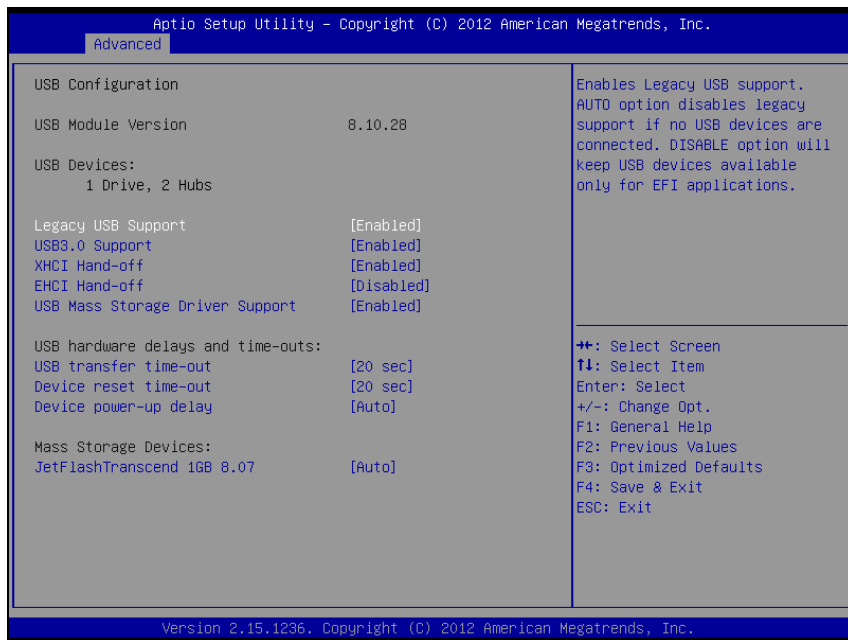 Aptio Setup Utility – Copyright (C) 2012 American Megatrends, Inc.
Advanced
USB Configuration
USB Module Version 8.10.28
USB Devices:
1 Drive, 2 Hubs
Legacy USB Support [Enabled]
USB3.0 Support [Enabled]
XHCI Hand-off [Enabled]
EHCI Hand-off [Disabled]
USB Mass Storage Driver Support [Enabled]
USB hardware delays and time-outs:
USB transfer time-out [20 sec]
Device reset time-out [20 sec]
Device power-up delay [Auto]
Mass Storage Devices:
JetFlashTranscend 1GB 8.07 [Auto]
Enables Legacy USB support.
AUTO option disables legacy
support if no USB devices are
connected. DISABLE option will
keep USB devices available
only for EFI applications.
→←: Select Screen
↑↓: Select Item
Enter: Select
+/-: Change Opt.
F1: General Help
F2: Previous Values
F3: Optimized Defaults
F4: Save & Exit
ESC: Exit
Version 2.15.1236. Copyright (C) 2012 American Megatrends, Inc.